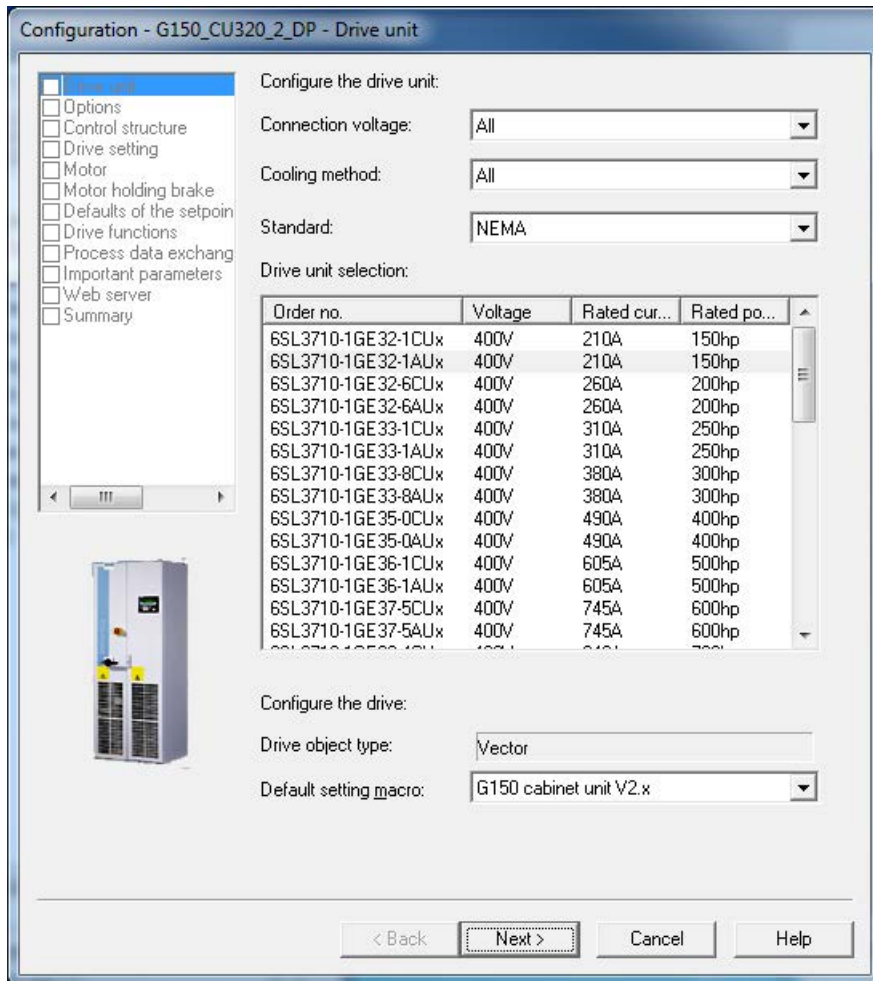 Configuration - G150_CU320_2_DP - Drive unit
Options
Control structure
Drive setting
Motor
Motor holding brake
Defaults of the setpoin
Drive functions
Process data exchang
Important parameters
Web server
Summary
Configure the drive unit:
Connection voltage: All
Cooling method: All
Standard: NEMA
Drive unit selection:
Order no. Voltage Rated cur... Rated po...
6SL3710-1GE32-1CUx 400V 210A 150hp
6SL3710-1GE32-1AUx 400V 210A 150hp
6SL3710-1GE32-6CUx 400V 260A 200hp
6SL3710-1GE32-6AUx 400V 260A 200hp
6SL3710-1GE33-1CUx 400V 310A 250hp
6SL3710-1GE33-1AUx 400V 310A 250hp
6SL3710-1GE33-8CUx 400V 380A 300hp
6SL3710-1GE33-8AUx 400V 380A 300hp
6SL3710-1GE35-0CUx 400V 490A 400hp
6SL3710-1GE35-0AUx 400V 490A 400hp
6SL3710-1GE36-1CUx 400V 605A 500hp
6SL3710-1GE36-1AUx 400V 605A 500hp
6SL3710-1GE37-5CUx 400V 745A 600hp
6SL3710-1GE37-5AUx 400V 745A 600hp
Configure the drive:
Drive object type: Vector
Default setting macro: G150 cabinet unit V2.x
< Back Next > Cancel Help